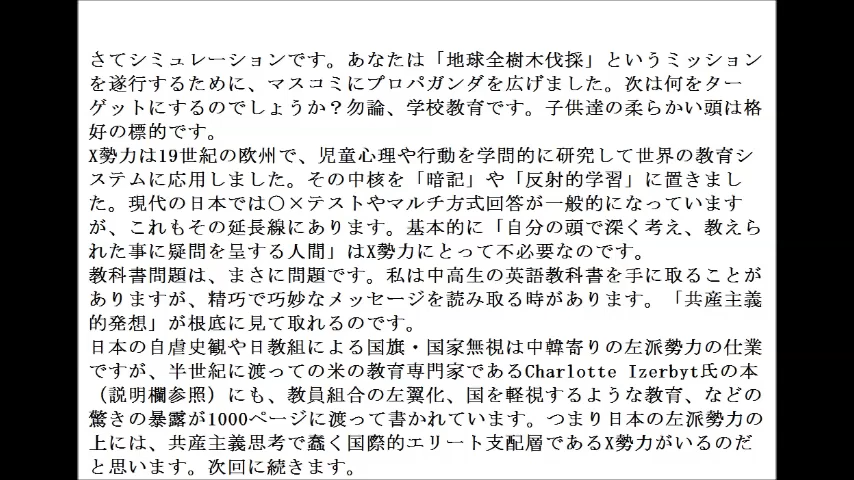 さてシミュレーションです。あなたは「地球全樹木伐採」というミッション
を遂行するために、マスコミにプロパガンダを広げました。次は何をター
ゲットにするのでしょうか？勿論、学校教育です。子供達の柔らかい頭は格
好の標的です。
X勢力は19世紀の欧州で、児童心理や行動を学問的に研究して世界の教育シ
ステムに応用しました。その中核を「暗記」や「反射的学習」に置きまし
た。現代の日本では〇×テストやマルチ方式回答が一般的になっています
が、これもその延長線にあります。基本的に「自分の頭で深く考え、教えら
れた事に疑問を呈する人間」はX勢力にとって不必要なのです。
教科書問題は、まさに問題です。私は中高生の英語教科書を手に取ることが
ありますが、精巧で巧妙なメッセージを読み取る時があります。「共産主義
的発想」が根底に見て取れるのです。
日本の自虐史観や日教組による国旗・国家無視は中韓寄りの左派勢力の仕業
ですが、半世紀に渡っての米の教育専門家であるCharlotte Izerbyt氏の本
（説明欄参照）にも、教員組合の左翼化、国を軽視するような教育、などの
驚きの暴露が1000ページに渡って書かれています。つまり日本の左派勢力の
上には、共産主義思考で蠢く国際的エリート支配層であるX勢力がいるのだ
と思います。次回に続きます。